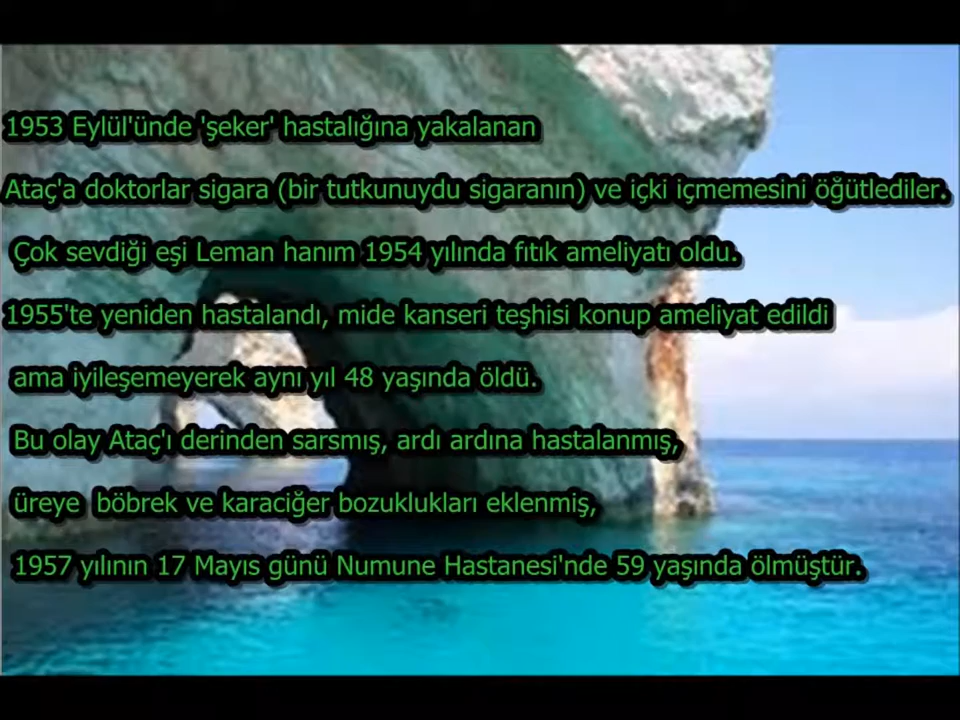 1953 Eylül'ünde 'şeker' hastalığına yakalanan
Ataç'a doktorlar sigara (bir tutkunuydu sigaranın) ve içki içmemesini öğütlediler.
Çok sevdiği eşi Leman hanım 1954 yılında fıtık ameliyatı oldu.
1955'te yeniden hastalandı, mide kanseri teşhisi konup ameliyat edildi
ama iyileşemeyerek aynı yıl 48 yaşında öldü.
Bu olay Ataç'ı derinden sarsmış, ardı ardına hastalanmış,
üreye  böbrek ve karaciğer bozuklukları eklenmiş,
1957 yılının 17 Mayıs günü Numune Hastanesi'nde 59 yaşında ölmüştür.